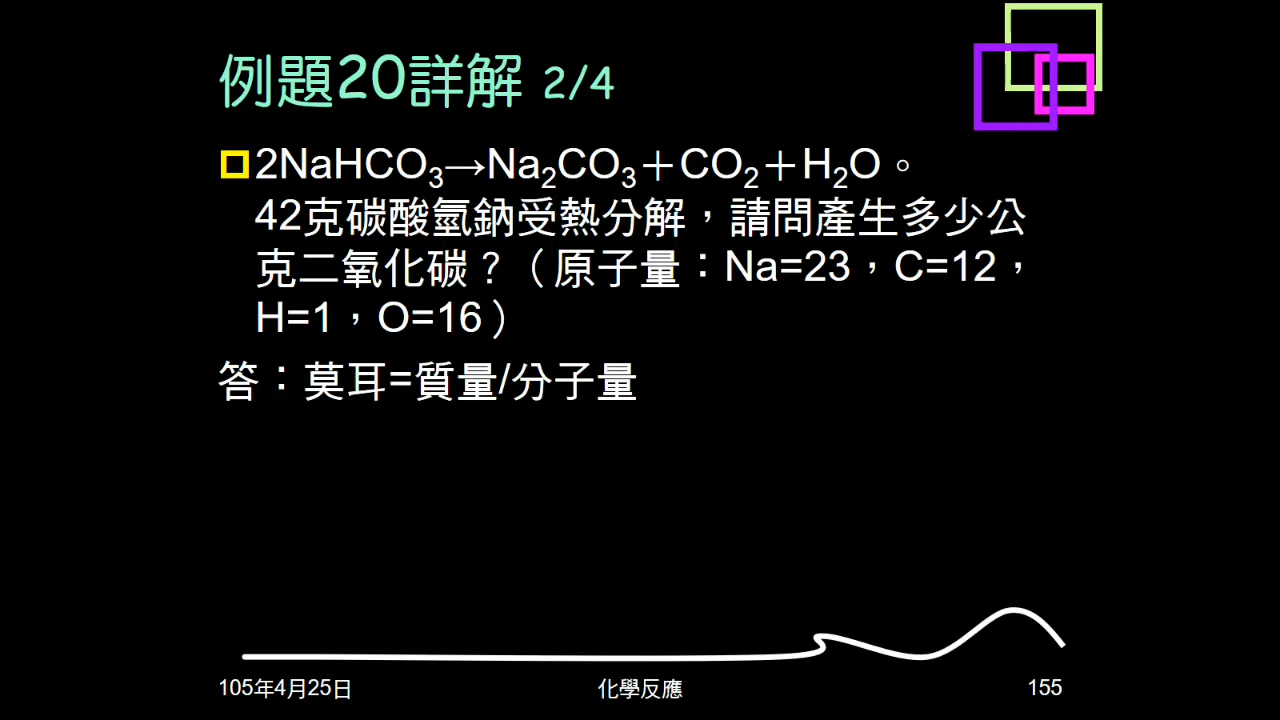 例題20詳解 2/4
2NaHCO₃→Na₂CO₃＋CO₂＋H₂O。
42克碳酸氫鈉受熱分解，請問產生多少公
克二氧化碳？（原子量：Na=23，C=12，
H=1，O=16）
答：莫耳=質量/分子量
105年4月25日
化學反應
155